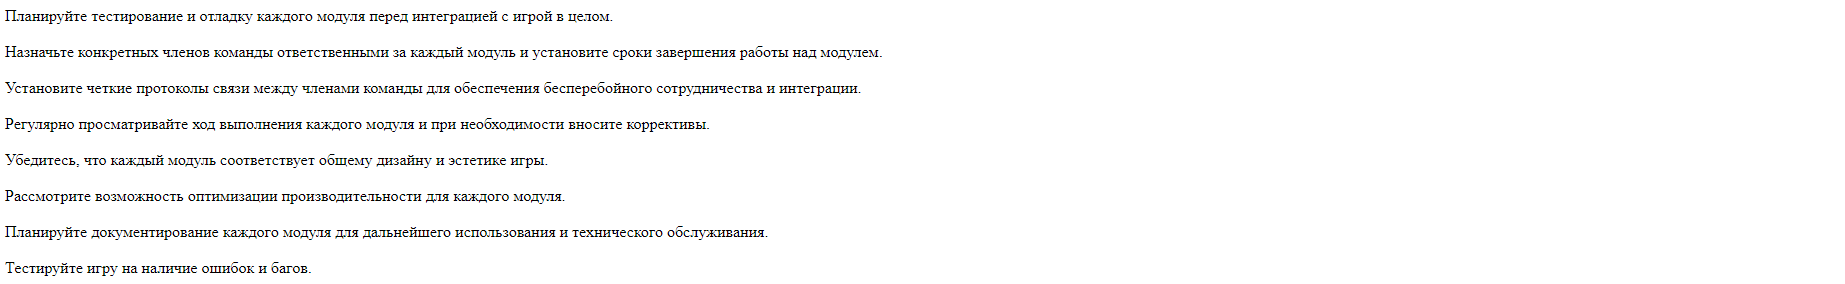 Планируйте тестирование и отладку каждого модуля перед интеграцией с игрой в целом.
Назначьте конкретных членов команды ответственными за каждый модуль и установите сроки завершения работы над модулем.
Установите четкие протоколы связи между членами команды для обеспечения бесперебойного сотрудничества и интеграции.
Регулярно просматривайте ход выполнения каждого модуля и при необходимости вносите коррективы.
Убедитесь, что каждый модуль соответствует общему дизайну и эстетике игры.
Рассмотрите возможность оптимизации производительности для каждого модуля.
Планируйте документирование каждого модуля для дальнейшего использования и технического обслуживания.
Тестируйте игру на наличие ошибок и багов.